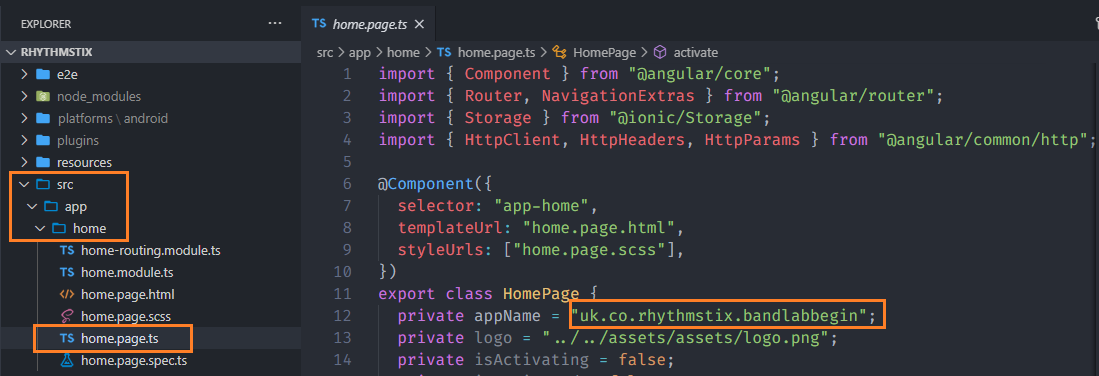 EXPLORER ···
RHYTHMSTIX
e2e
node_modules
platforms \ android
plugins
resources
src
app
home
TS home-routing.module.ts
TS home.module.ts
<> home.page.html
home.page.scss
TS home.page.ts
home.page.spec.ts
TS home.page.ts ×
src > app > home > TS home.page.ts > HomePage > activate
1 import { Component } from "@angular/core";
2 import { Router, NavigationExtras } from "@angular/router";
3 import { Storage } from "@ionic/Storage";
4 import { HttpClient, HttpHeaders, HttpParams } from "@angular/common/http";
5
6 @Component({
7 selector: "app-home",
8 templateUrl: "home.page.html",
9 styleUrls: ["home.page.scss"],
10 })
11 export class HomePage {
12 private appName = "uk.co.rhythmstix.bandlabbegin";
13 private logo = "../../assets/assets/logo.png";
14 private isActivating = false;